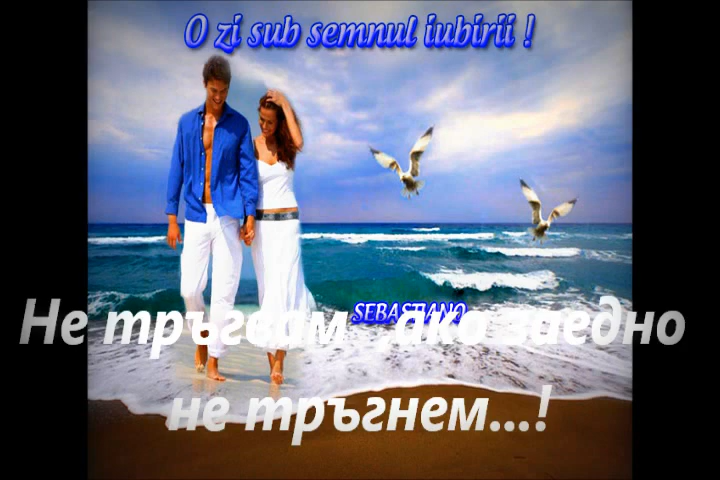 O zi sub semnul iubirii !
SEBASTIANO
Не тръгвам ,ако заедно
не тръгнем...!